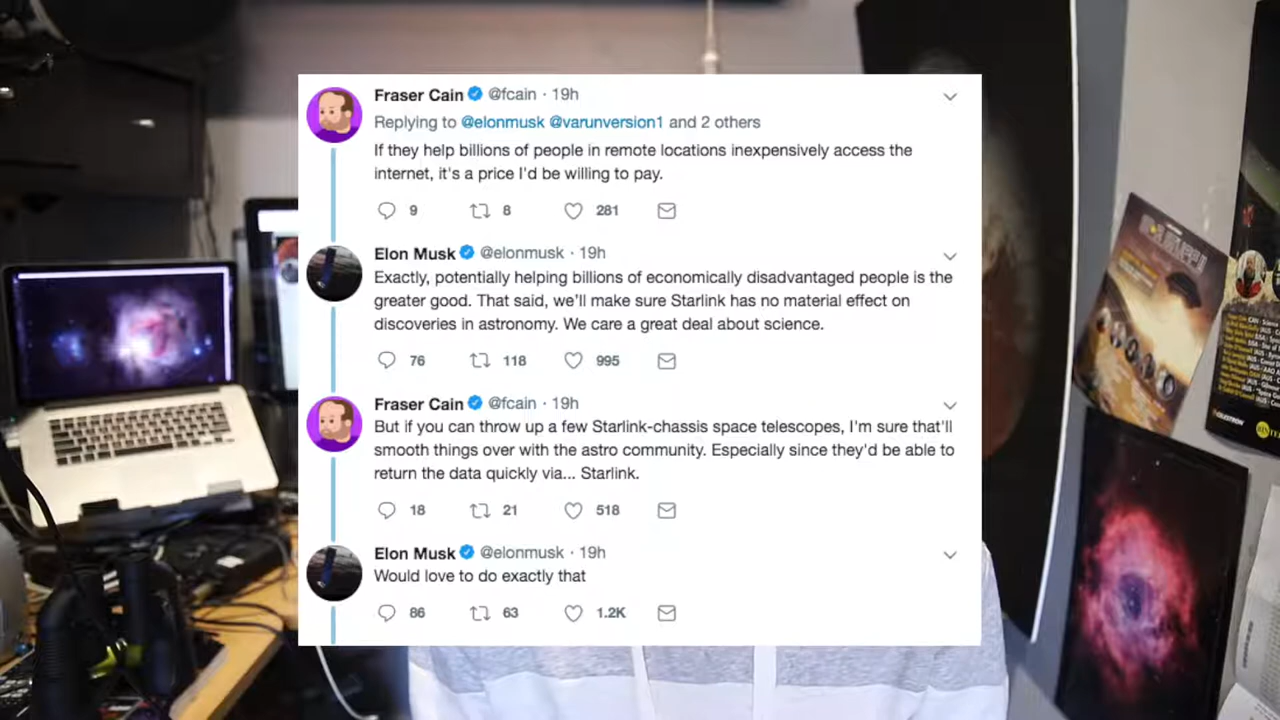 Fraser Cain @fcain · 19h
Replying to @elonmusk @varunversion1 and 2 others
If they help billions of people in remote locations inexpensively access the
internet, it's a price I'd be willing to pay.
9 8 281
Elon Musk @elonmusk · 19h
Exactly, potentially helping billions of economically disadvantaged people is the
greater good. That said, we'll make sure Starlink has no material effect on
discoveries in astronomy. We care a great deal about science.
76 118 995
Fraser Cain @fcain · 19h
But if you can throw up a few Starlink-chassis space telescopes, I'm sure that'll
smooth things over with the astro community. Especially since they'd be able to
return the data quickly via... Starlink.
18 21 518
Elon Musk @elonmusk · 19h
Would love to do exactly that
86 63 1.2K
CELESTRON